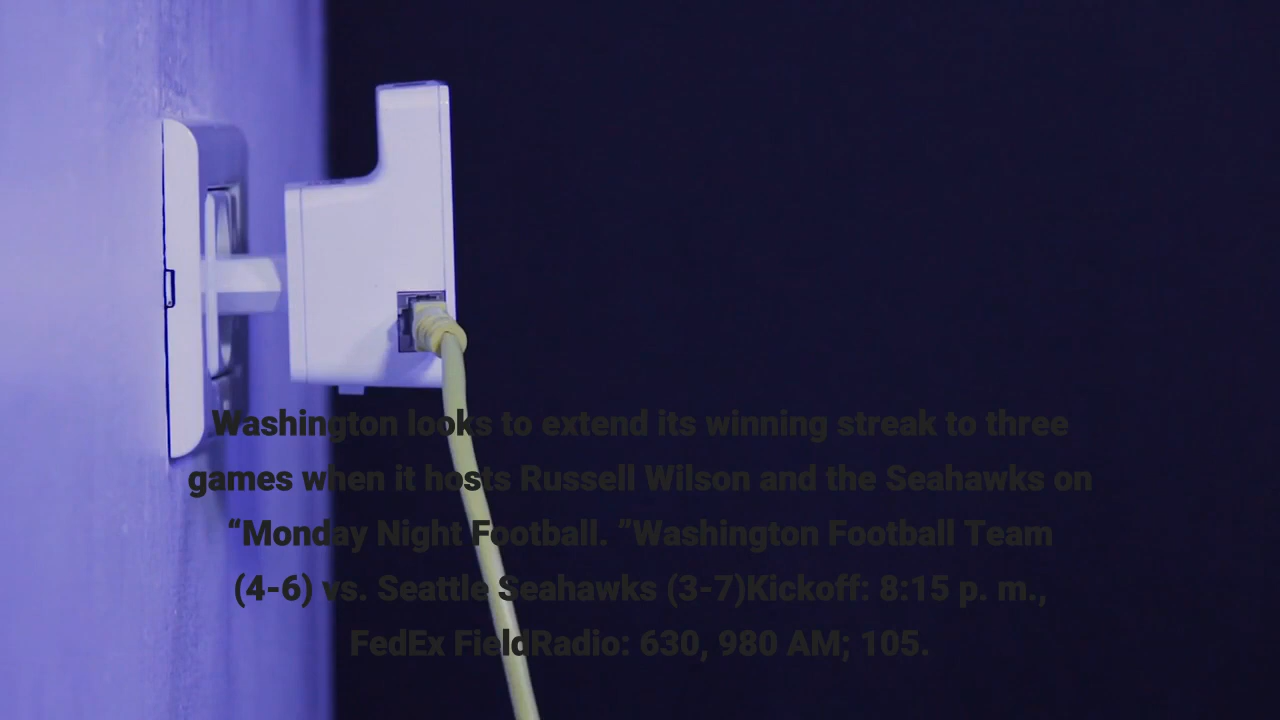 Washington looks to extend its winning streak to three
games when it hosts Russell Wilson and the Seahawks on
“Monday Night Football. ”Washington Football Team
(4-6) vs. Seattle Seahawks (3-7)Kickoff: 8:15 p. m.,
FedEx FieldRadio: 630, 980 AM; 105.